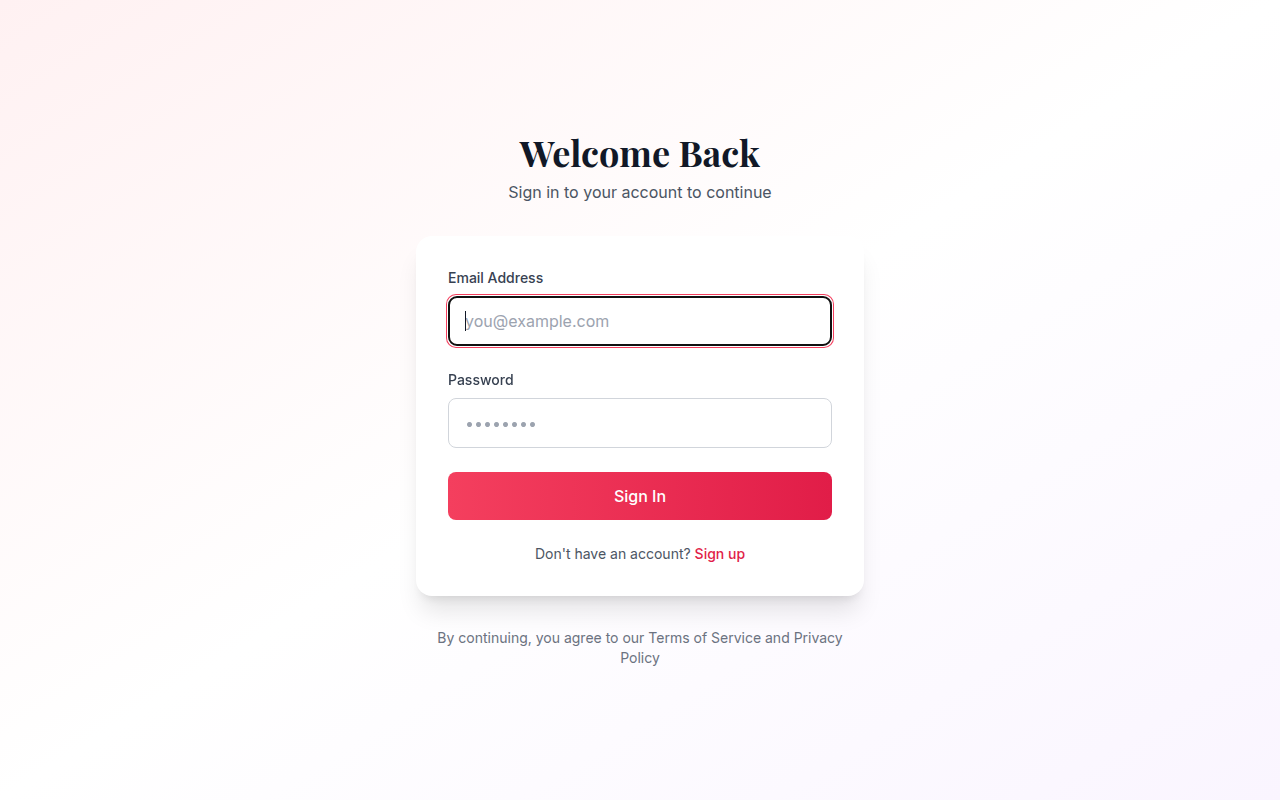 Welcome Back
Sign in to your account to continue
Email Address
you@example.com
Password
••••••••
Sign In
Don't have an account? Sign up
By continuing, you agree to our Terms of Service and Privacy
Policy